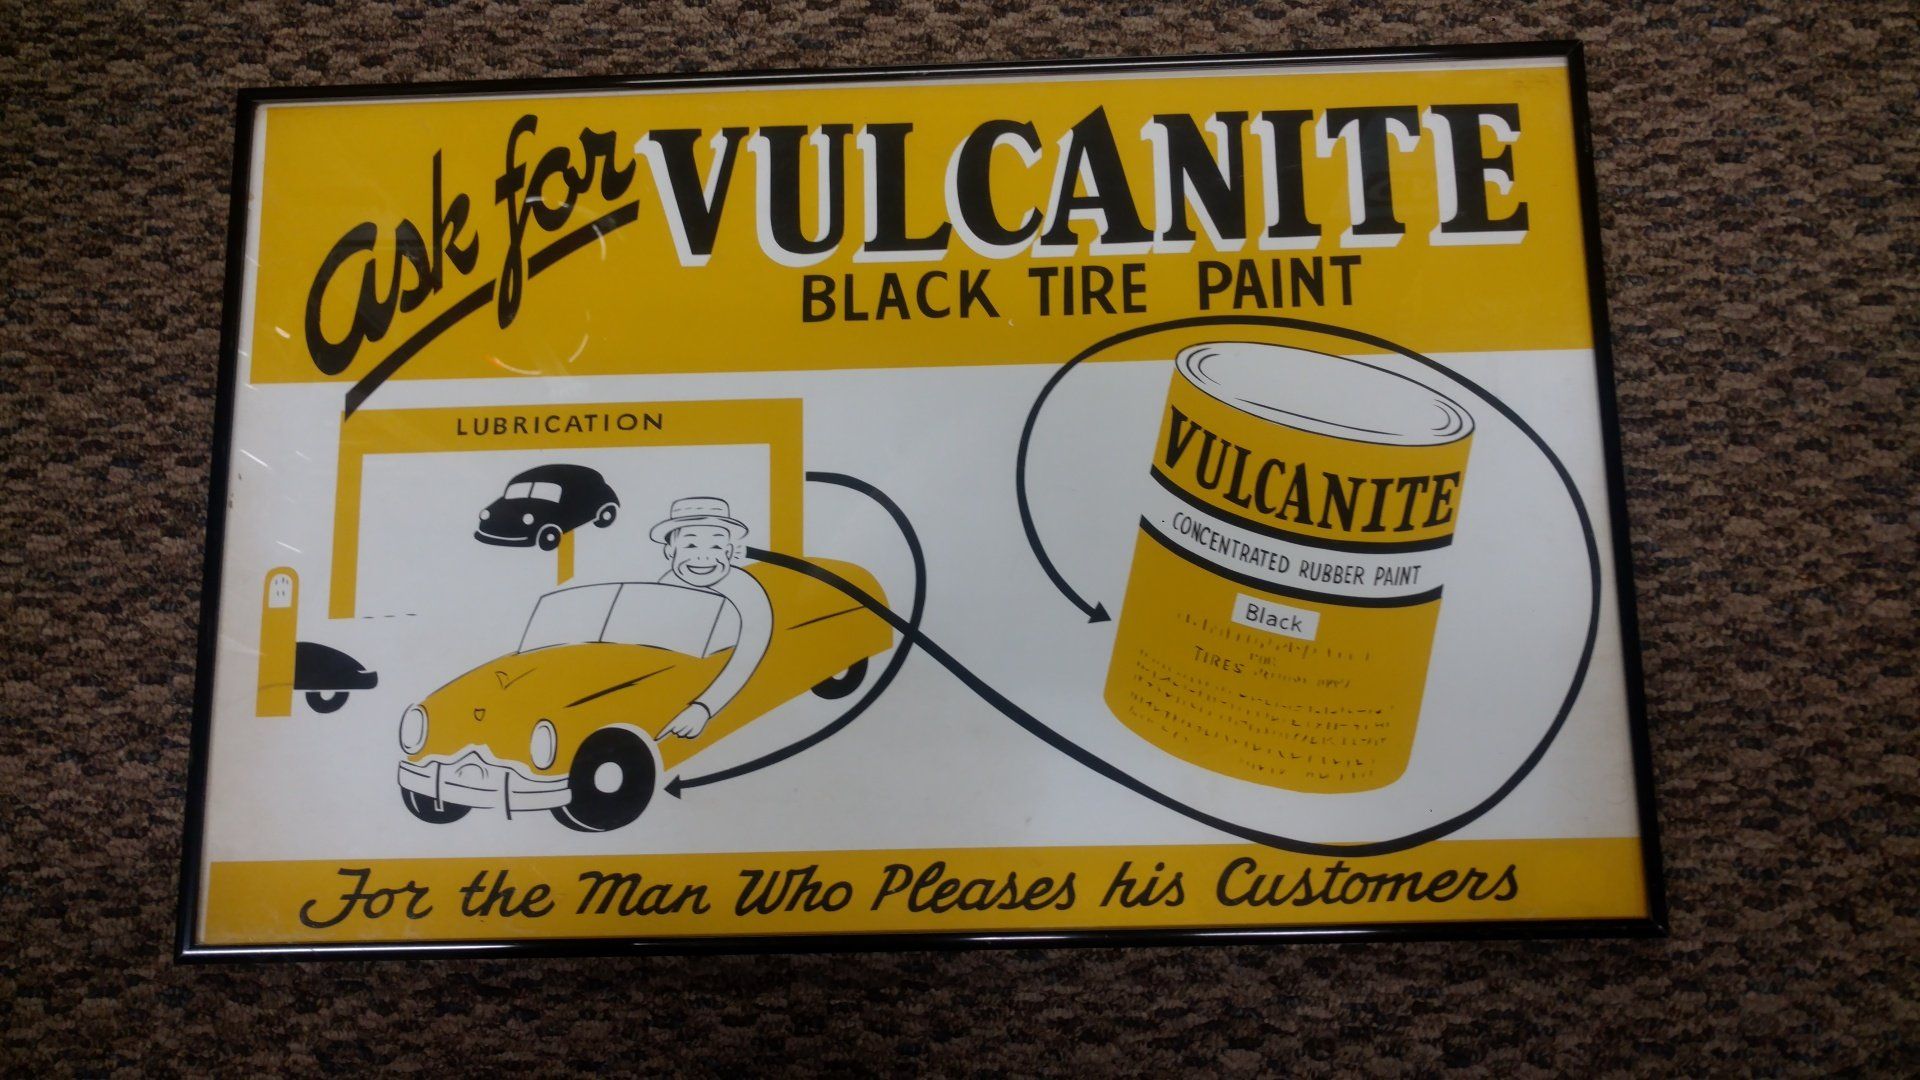 ask for VULCANITE
BLACK TIRE PAINT
LUBRICATION
VULCANITE
CONCENTRATED RUBBER PAINT
Black
TIRES
For the Man Who Pleases his Customers